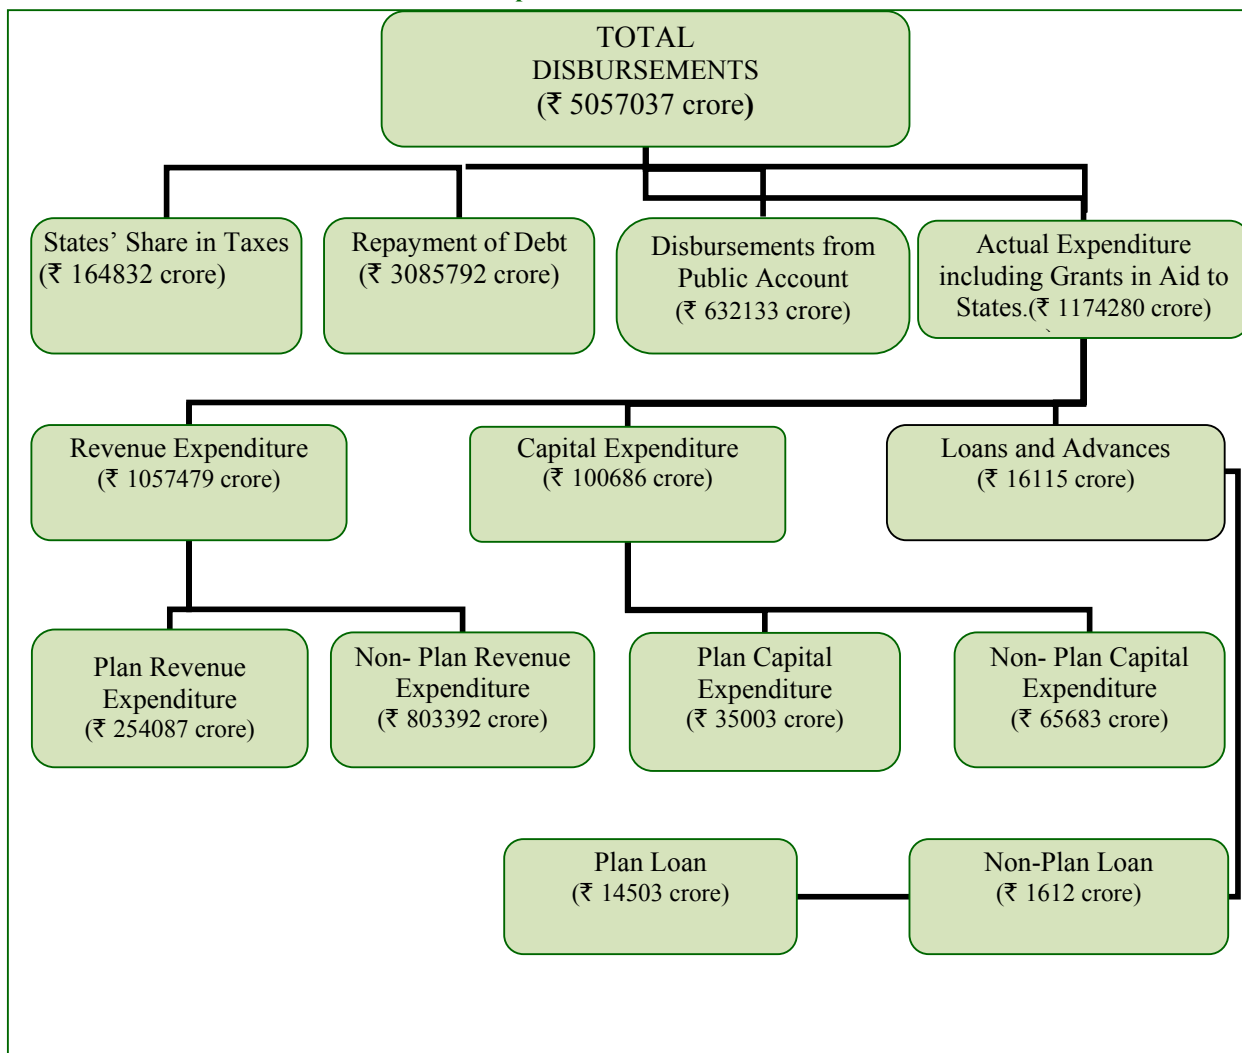 TOTAL
DISBURSEMENTS
(₹ 5057037 crore)
States’ Share in Taxes
(₹ 164832 crore)
Repayment of Debt
(₹ 3085792 crore)
Disbursements from
Public Account
(₹ 632133 crore)
Actual Expenditure
including Grants in Aid to
States.(₹ 1174280 crore)
Revenue Expenditure
(₹ 1057479 crore)
Capital Expenditure
(₹ 100686 crore)
Loans and Advances
(₹ 16115 crore)
Plan Revenue
Expenditure
(₹ 254087 crore)
Non- Plan Revenue
Expenditure
(₹ 803392 crore)
Plan Capital
Expenditure
(₹ 35003 crore)
Non- Plan Capital
Expenditure
(₹ 65683 crore)
Plan Loan
(₹ 14503 crore)
Non-Plan Loan
(₹ 1612 crore)